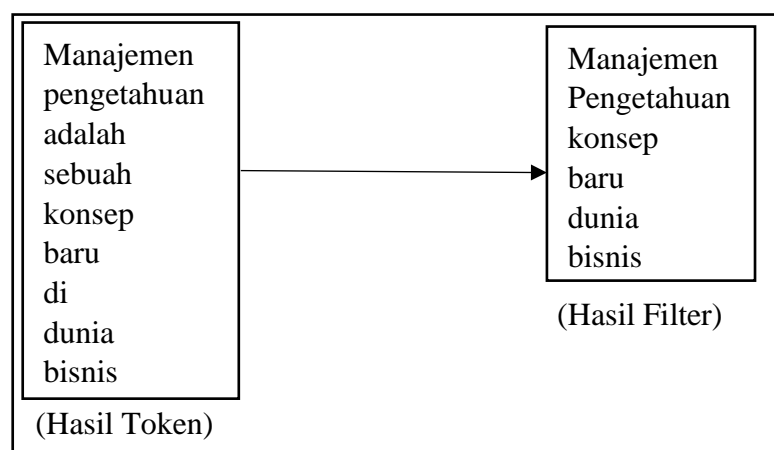 Manajemen
pengetahuan
adalah
sebuah
konsep
baru
di
dunia
bisnis
(Hasil Token)
Manajemen
Pengetahuan
konsep
baru
dunia
bisnis
(Hasil Filter)